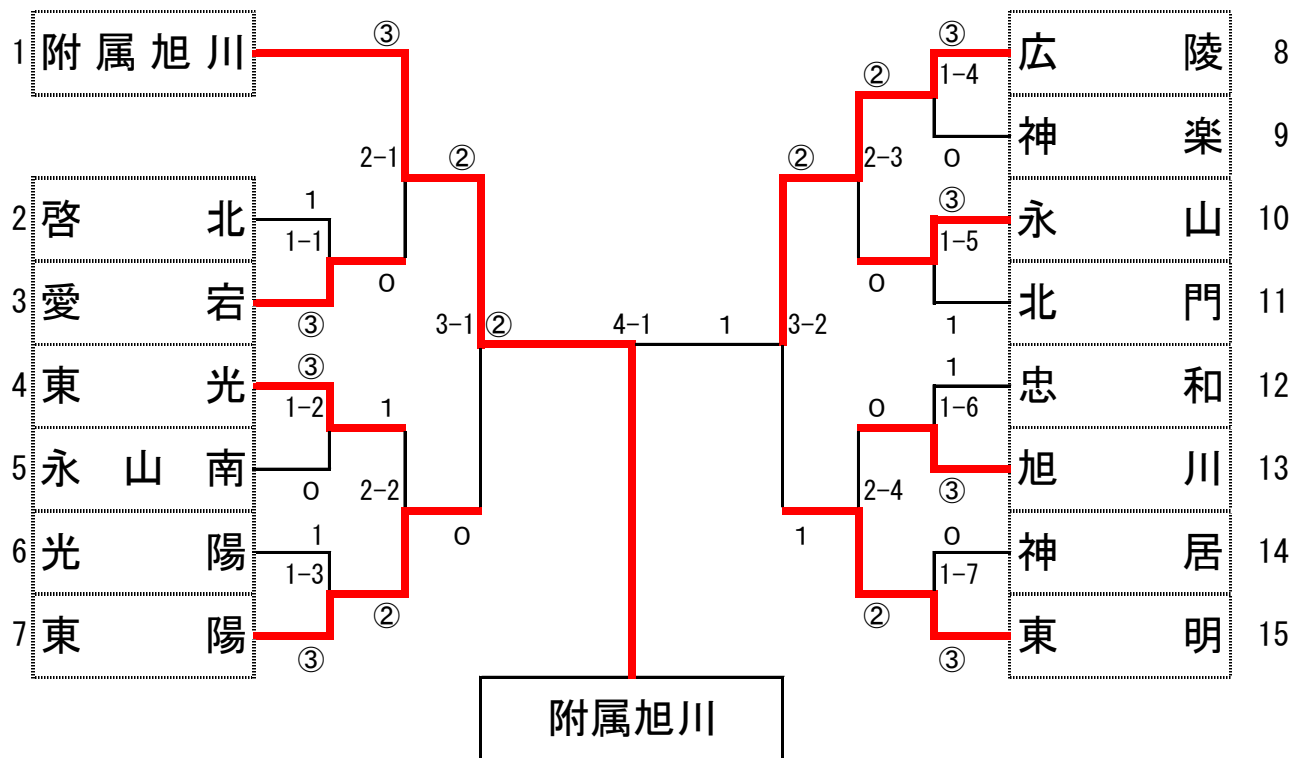 ③ ③
1 附属旭川 広陵 8
② 1-4
神楽 9
2-1 ② ② 2-3 0
1 ③
2 啓北 永山 10
1-1 1-5
0 0
3 愛宕 北門 11
③ 3-1 ② 4-1 1 3-2 1
③ 1
4 東光 忠和 12
1-2 1 0 1-6
5 永山南 旭川 13
0 2-2 2-4 ③
1 0 1 0
6 光陽 神居 14
1-3 1-7
② ②
7 東陽 東明 15
③ ③
附属旭川